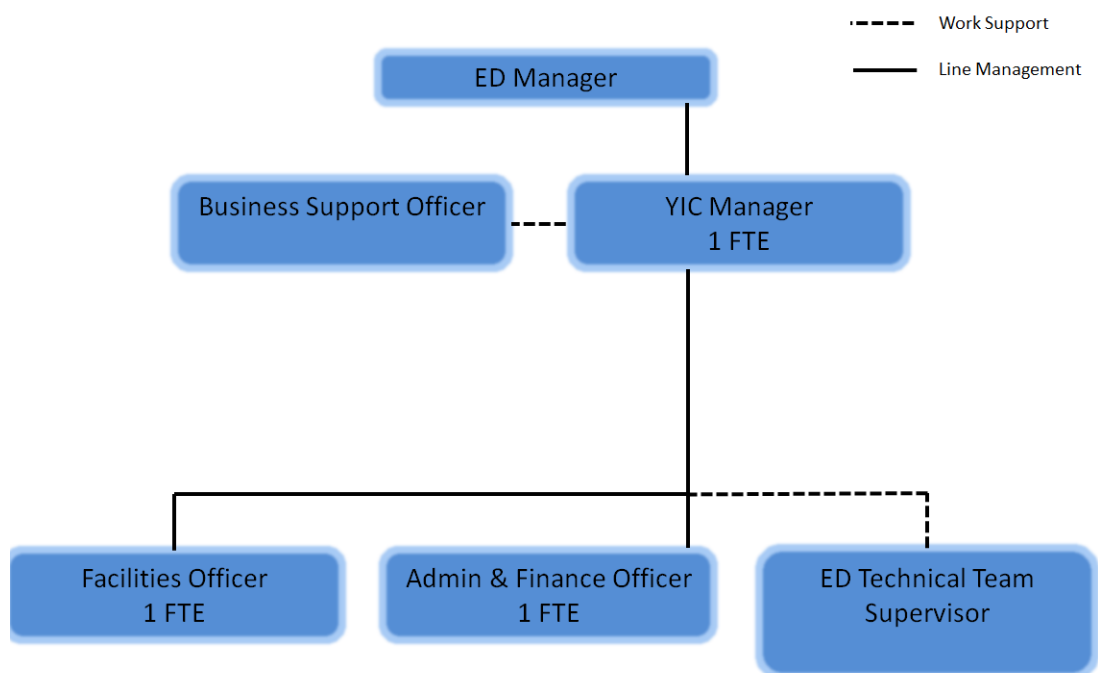 Work Support
Line Management
ED Manager
Business Support Officer
YIC Manager
1 FTE
Facilities Officer
1 FTE
Admin & Finance Officer
1 FTE
ED Technical Team
Supervisor